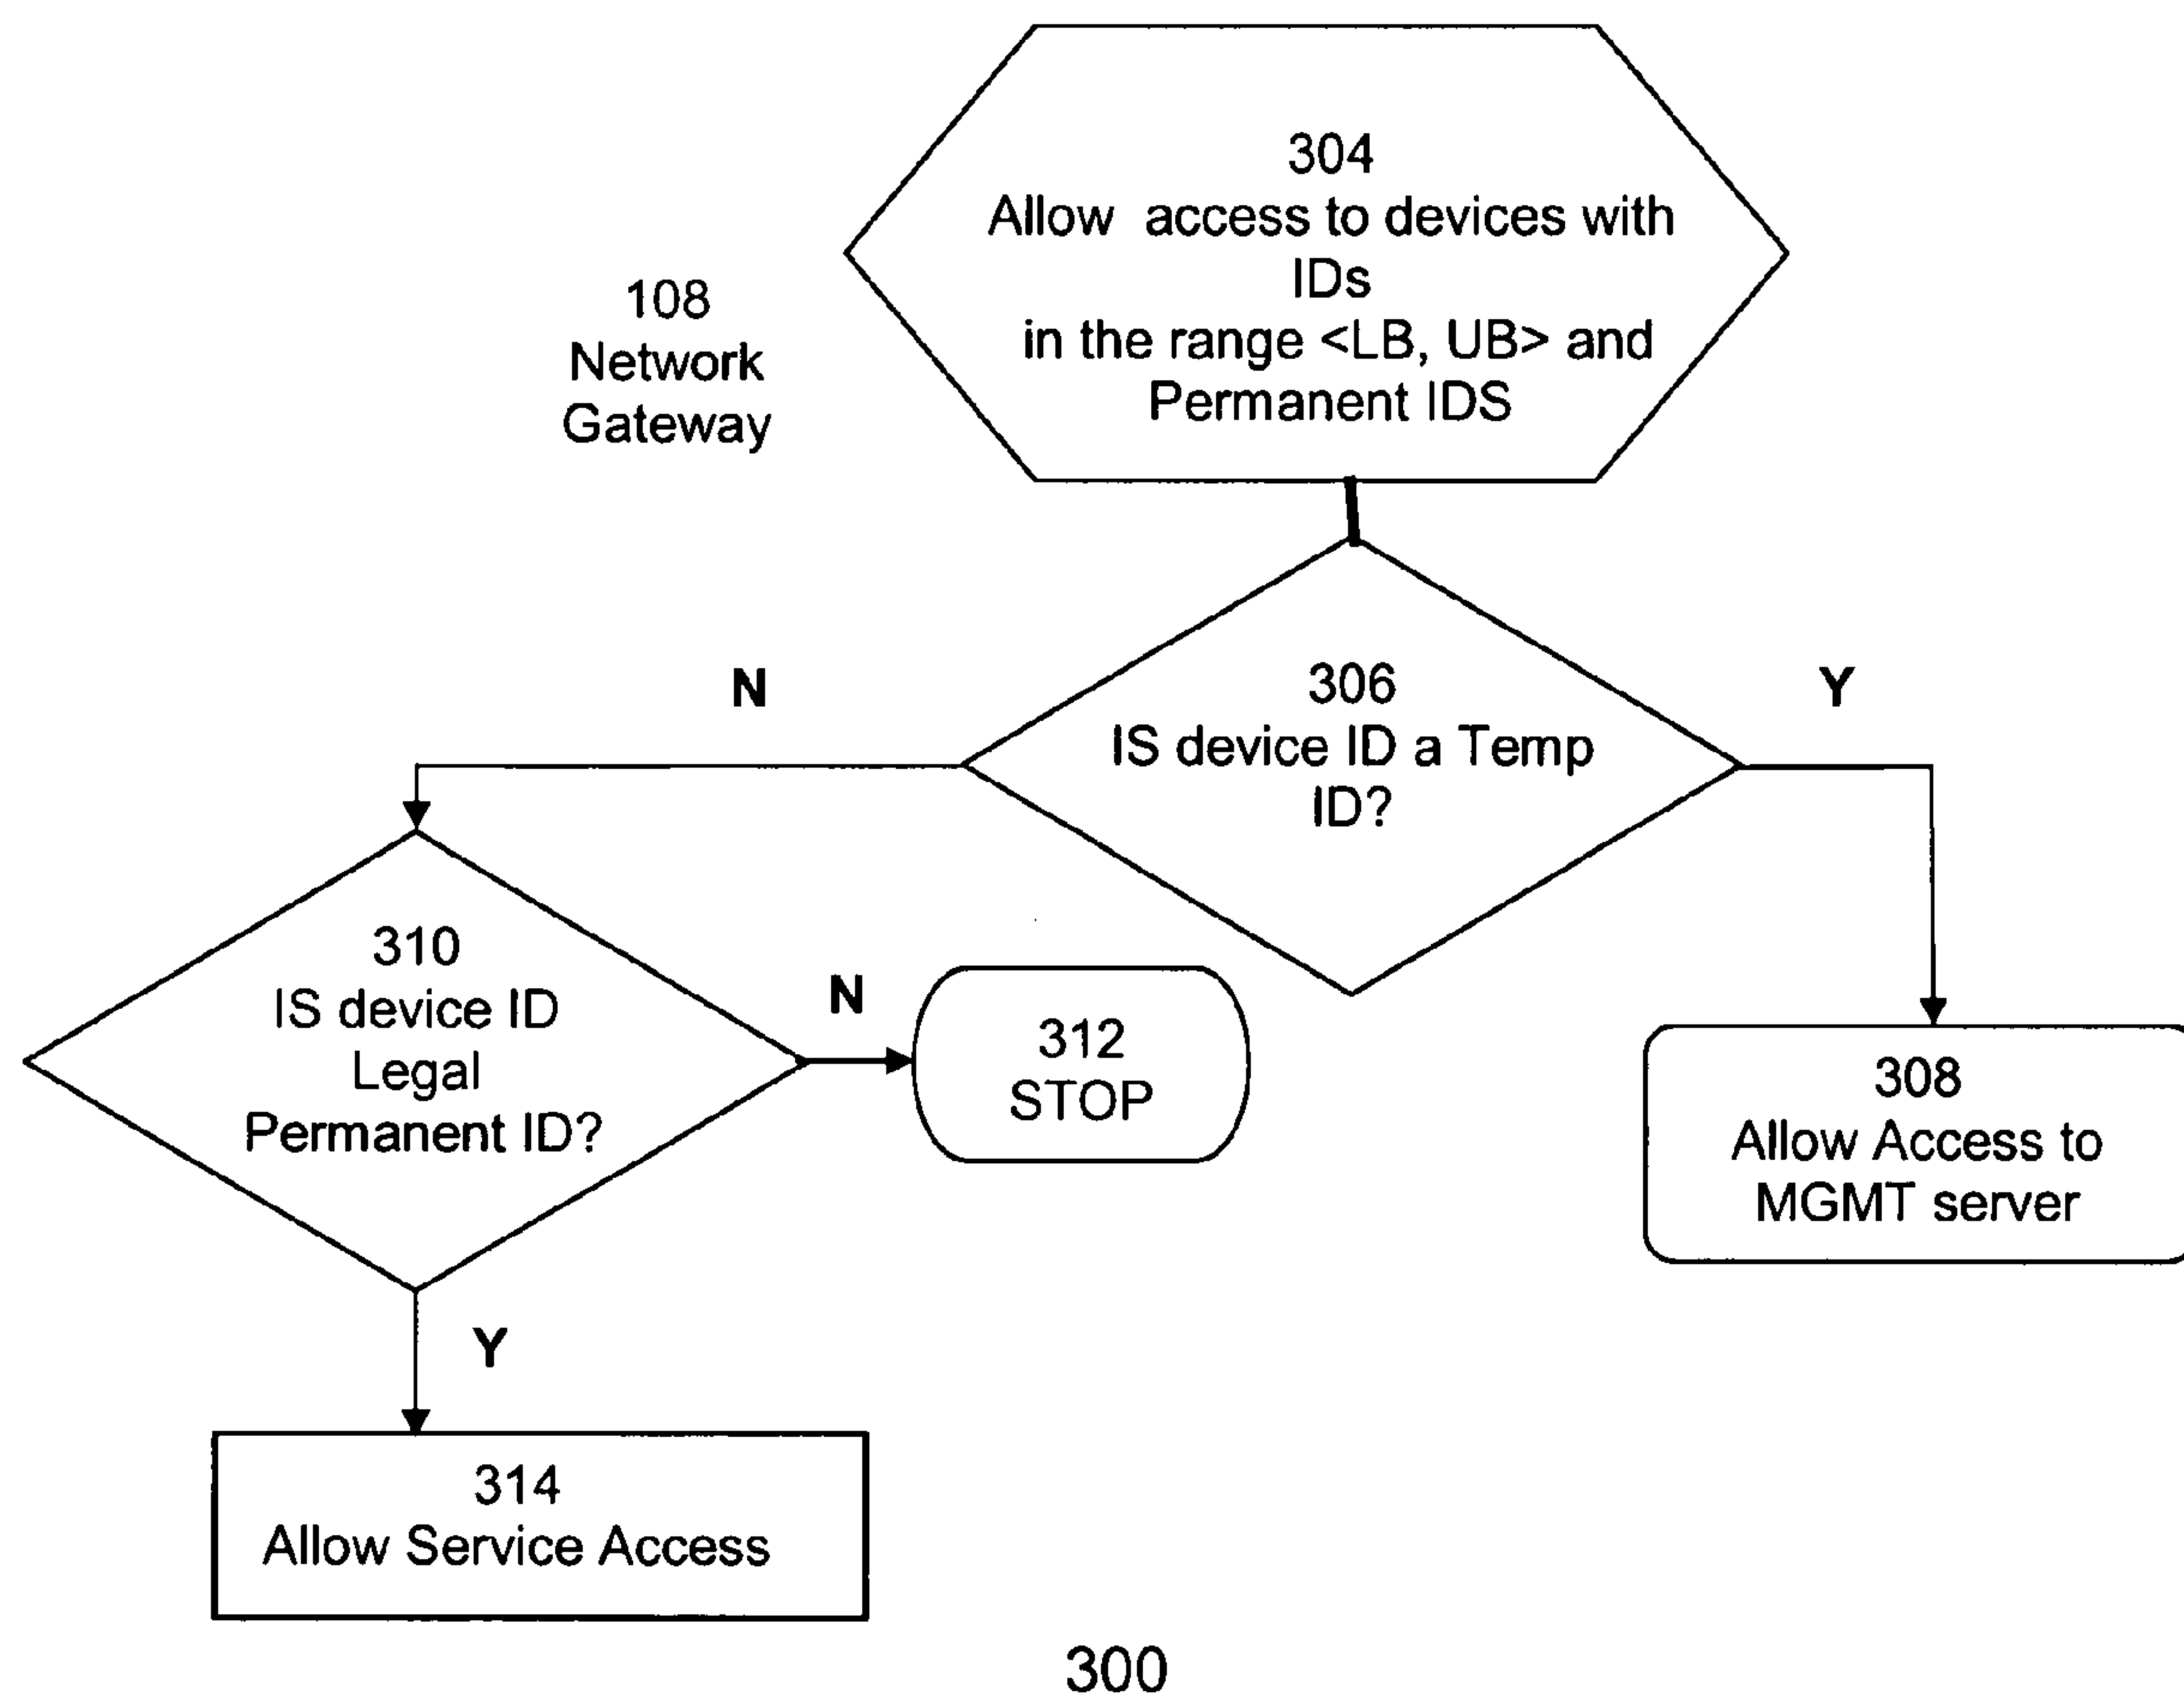 304
Allow access to devices with
IDs
in the range <LB, UB> and
Permanent IDS
108
Network
Gateway
N
306
IS device ID a Temp
ID?
Y
310
IS device ID
Legal
Permanent ID?
N
312
STOP
308
Allow Access to
MGMT server
Y
314
Allow Service Access
300